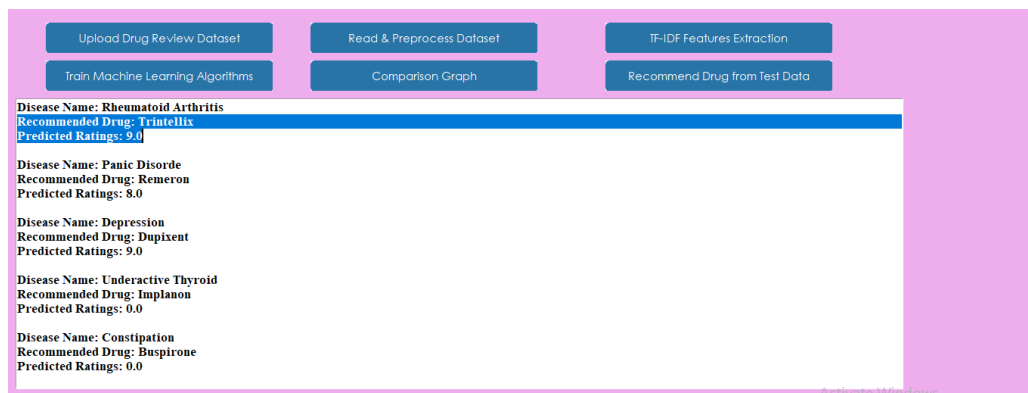 Upload Drug Review Dataset
Read & Preprocess Dataset
TF-IDF Features Extraction
Train Machine Learning Algorithms
Comparison Graph
Recommend Drug from Test Data
Disease Name: Rheumatoid Arthritis
Recommended Drug: Trintellix
Predicted Ratings: 9.0
Disease Name: Panic Disorde
Recommended Drug: Remeron
Predicted Ratings: 8.0
Disease Name: Depression
Recommended Drug: Dupixent
Predicted Ratings: 9.0
Disease Name: Underactive Thyroid
Recommended Drug: Implanon
Predicted Ratings: 0.0
Disease Name: Constipation
Recommended Drug: Buspirone
Predicted Ratings: 0.0
Activate Windows